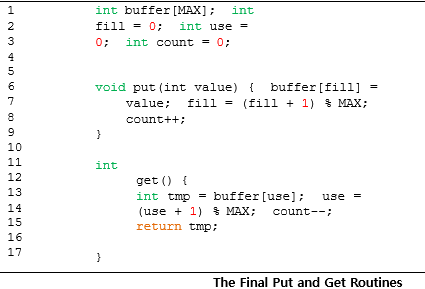 1 int buffer[MAX]; int
2 fill = 0; int use =
3 0; int count = 0;
4
5
6 void put(int value) { buffer[fill] =
7 value; fill = (fill + 1) % MAX;
8 count++;
9 }
10
11 int
12 get() {
13 int tmp = buffer[use]; use =
14 (use + 1) % MAX; count--;
15 return tmp;
16
17 }
The Final Put and Get Routines